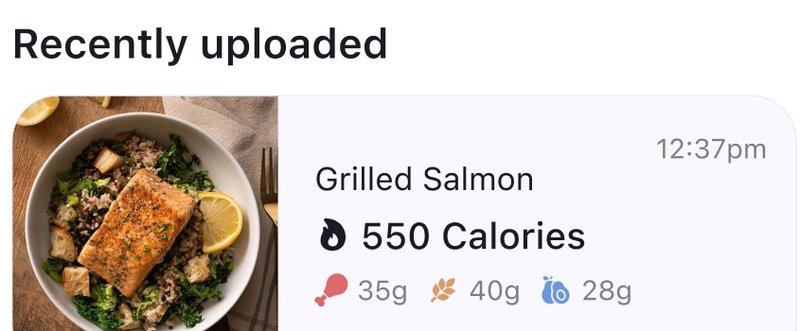 Recently uploaded
12:37pm
Grilled Salmon
550 Calories
35g 40g 28g